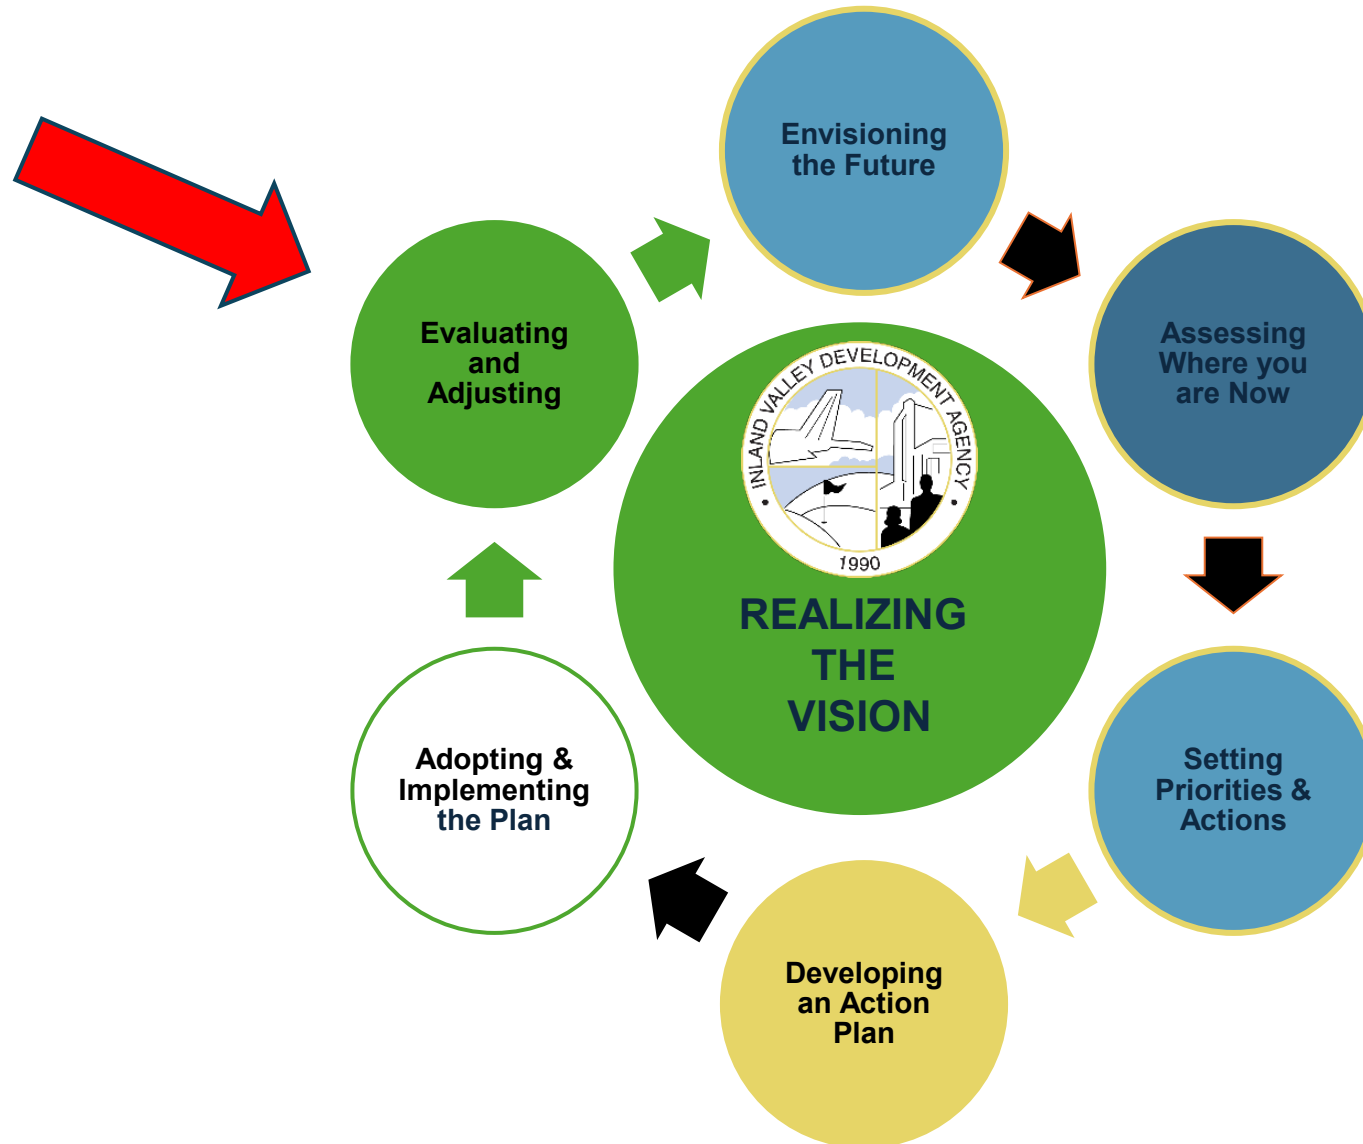 Envisioning
the Future
Assessing
Where you
are Now
Setting
Priorities &
Actions
Developing
an Action
Plan
Adopting &
Implementing
the Plan
Evaluating
and
Adjusting
INLAND VALLEY DEVELOPMENT AGENCY
1990
REALIZING
THE
VISION